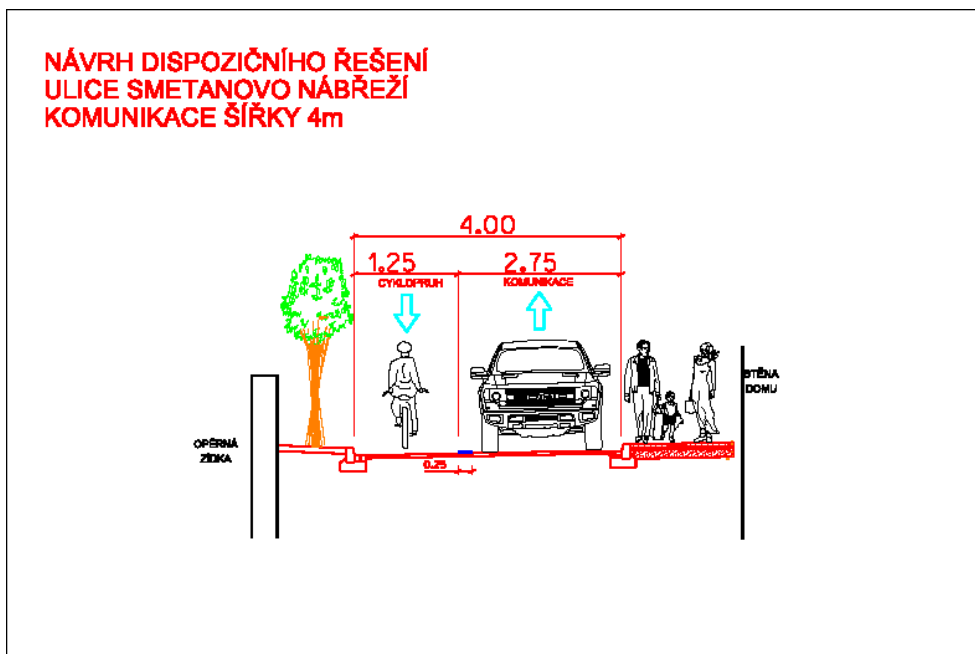 NÁVRH DISPOZIČNÍHO ŘEŠENÍ
ULICE SMETANOVO NÁBŘEŽÍ
KOMUNIKACE ŠÍŘKY 4m
4.00
1.25 2.75
CYKLOPRUH KOMUNIKACE
STĚNA
DOMU
OPĚRNÁ
ZÍDKA
0.25